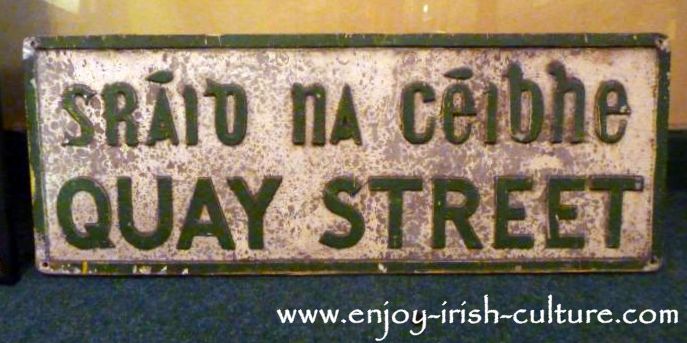 SRÁID NA Céibhe
QUAY STREET
www.enjoy-irish-culture.com